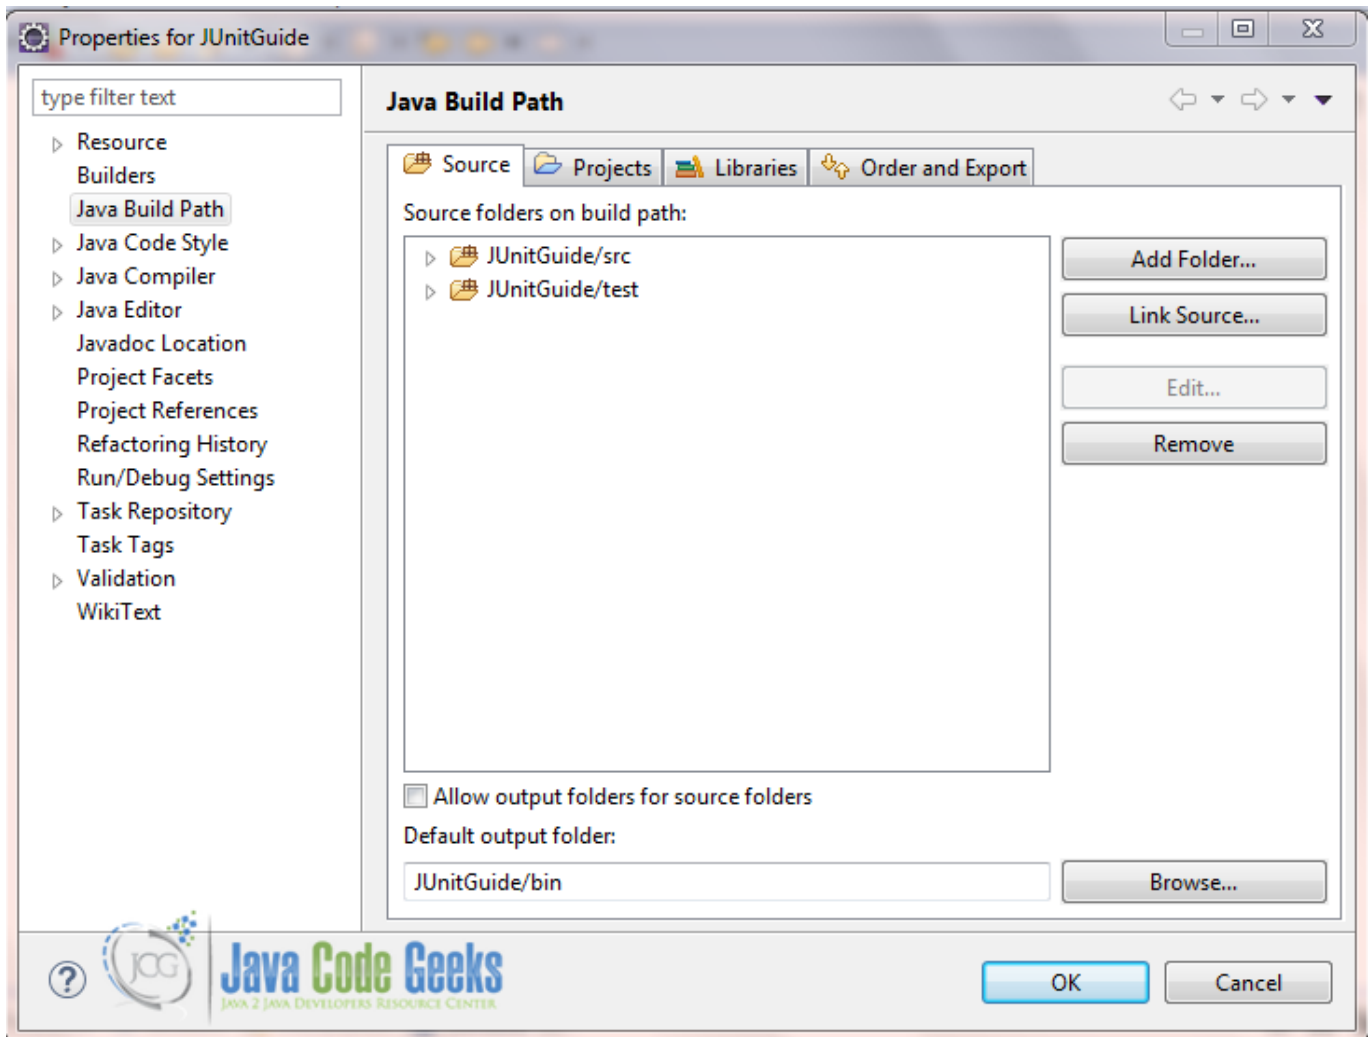 Properties for JUnitGuide
type filter text
Resource
Builders
Java Build Path
Java Code Style
Java Compiler
Java Editor
Javadoc Location
Project Facets
Project References
Refactoring History
Run/Debug Settings
Task Repository
Task Tags
Validation
WikiText
Java Build Path
Source Projects Libraries Order and Export
Source folders on build path:
JUnitGuide/src
JUnitGuide/test
Add Folder...
Link Source...
Edit...
Remove
Allow output folders for source folders
Default output folder:
JUnitGuide/bin
Browse...
?
JCG
Java Code Geeks
JAVA 2 JAVA DEVELOPERS RESOURCE CENTER
OK Cancel